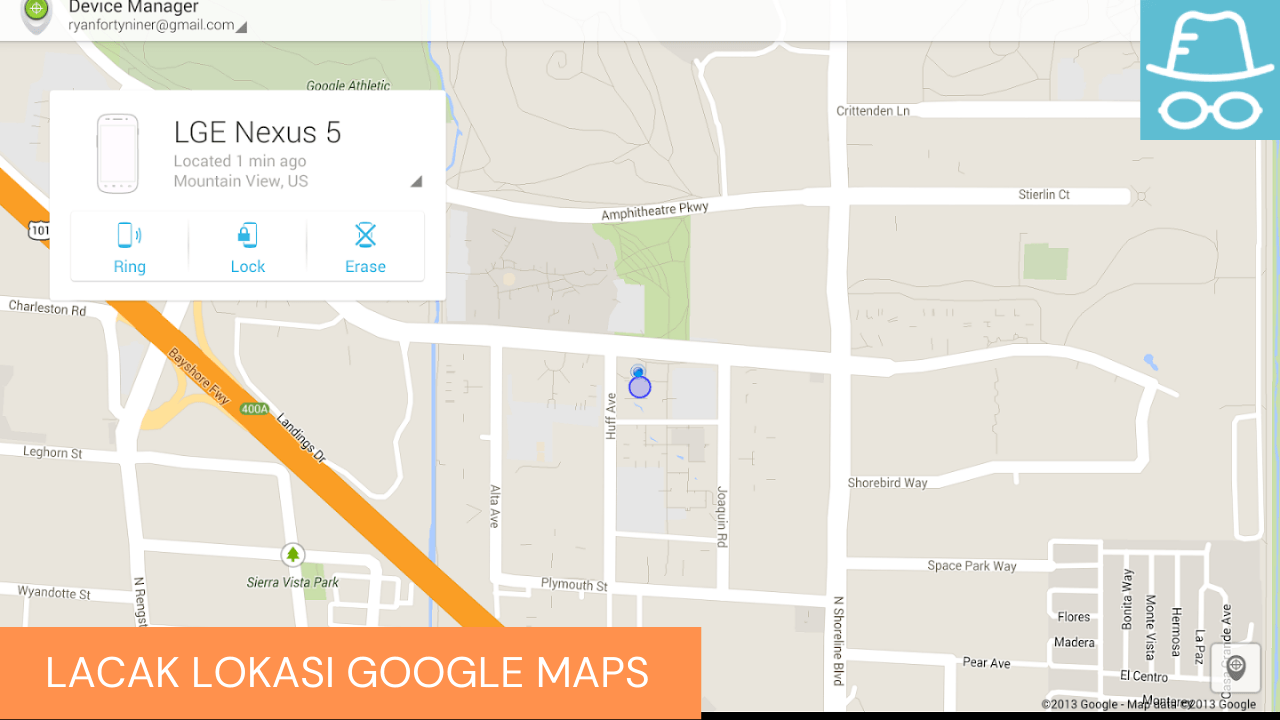 Device Manager
ryanfortyniner@gmail.com
Google Athletic
LGE Nexus 5
Located 1 min ago
Mountain View, US
Ring
Lock
Erase
101
Crittenden Ln
Stierlin Ct
Amphitheatre Pkwy
Charleston Rd
Bayshore Fwy
400A
Landings Dr
Huff Ave
Leghorn St
Alta Ave
Joaquin Rd
Shorebird Way
Sierra Vista Park
Plymouth St
Space Park Way
Wyandotte St
N Rengst
N Shoreline Blvd
Bonita Way
Monte Vista
Hermosa
La Paz
Casa Grande Ave
Flores
Madera
Pear Ave
El Centro
Monterey
LACAK LOKASI GOOGLE MAPS
©2013 Google - Map data ©2013 Google